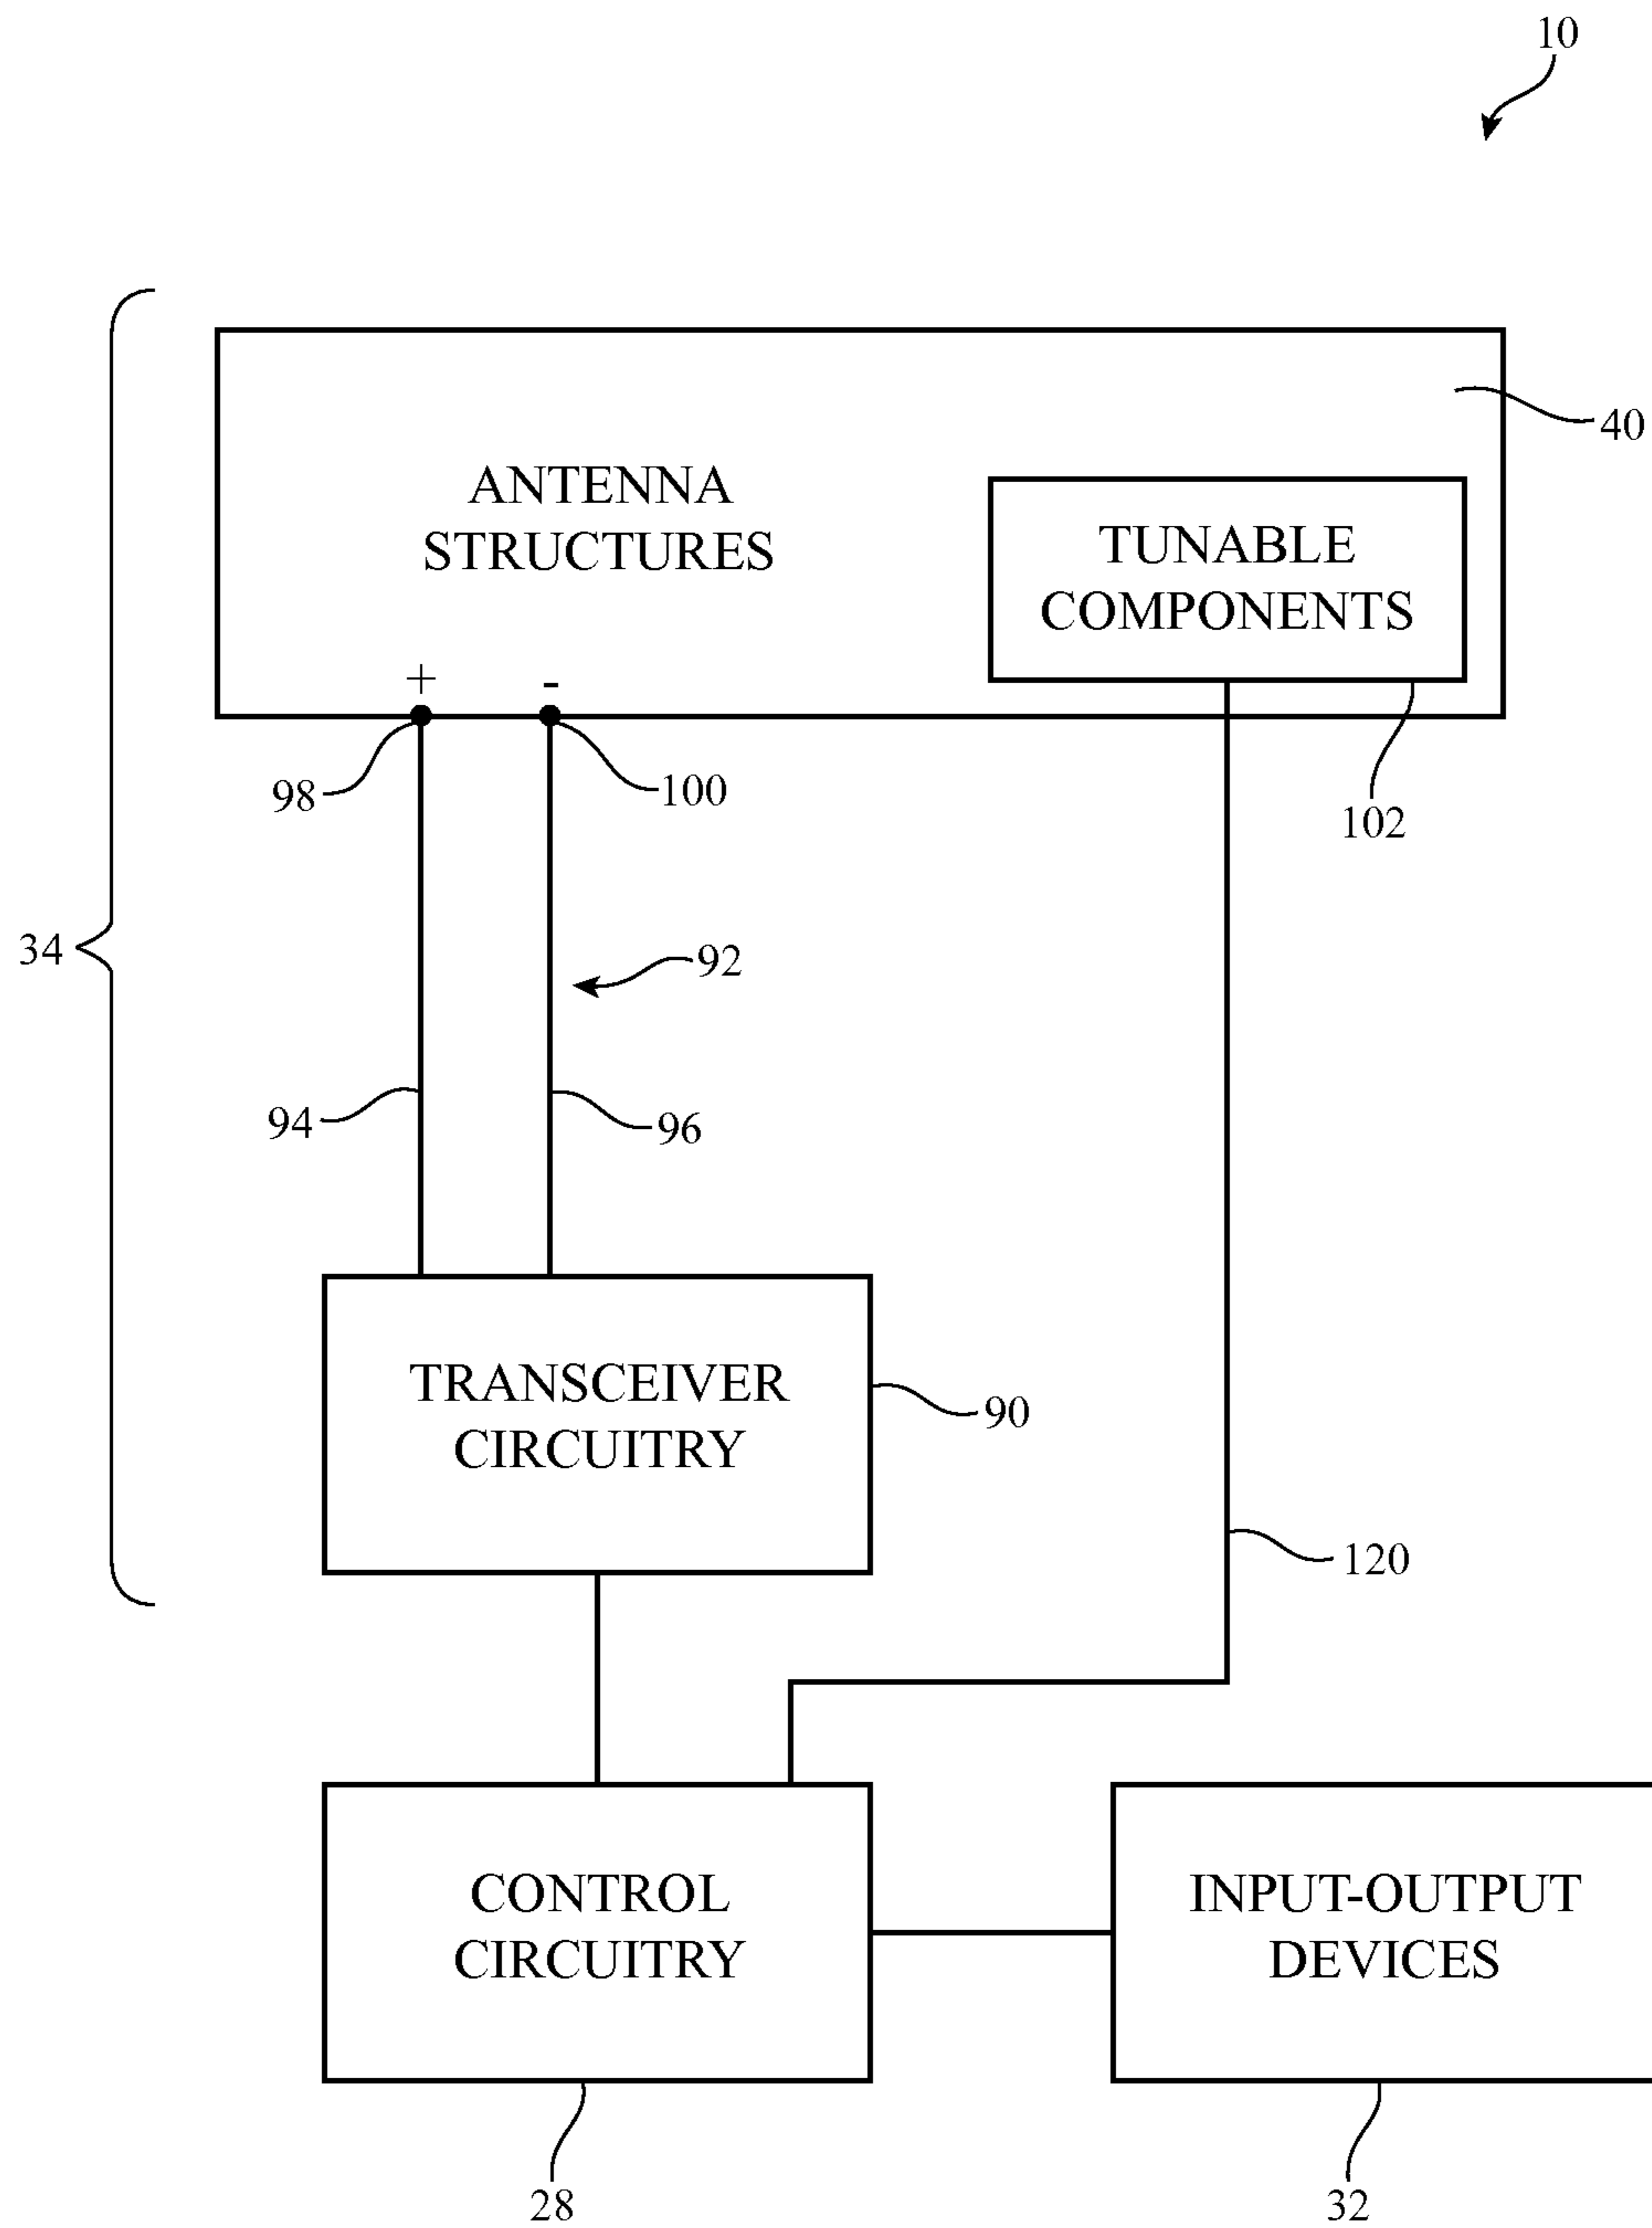 10
40
ANTENNA
STRUCTURES
TUNABLE
COMPONENTS
+
-
98
100
102
34
92
94
96
TRANSCEIVER
CIRCUITRY
90
120
CONTROL
CIRCUITRY
INPUT-OUTPUT
DEVICES
28
32